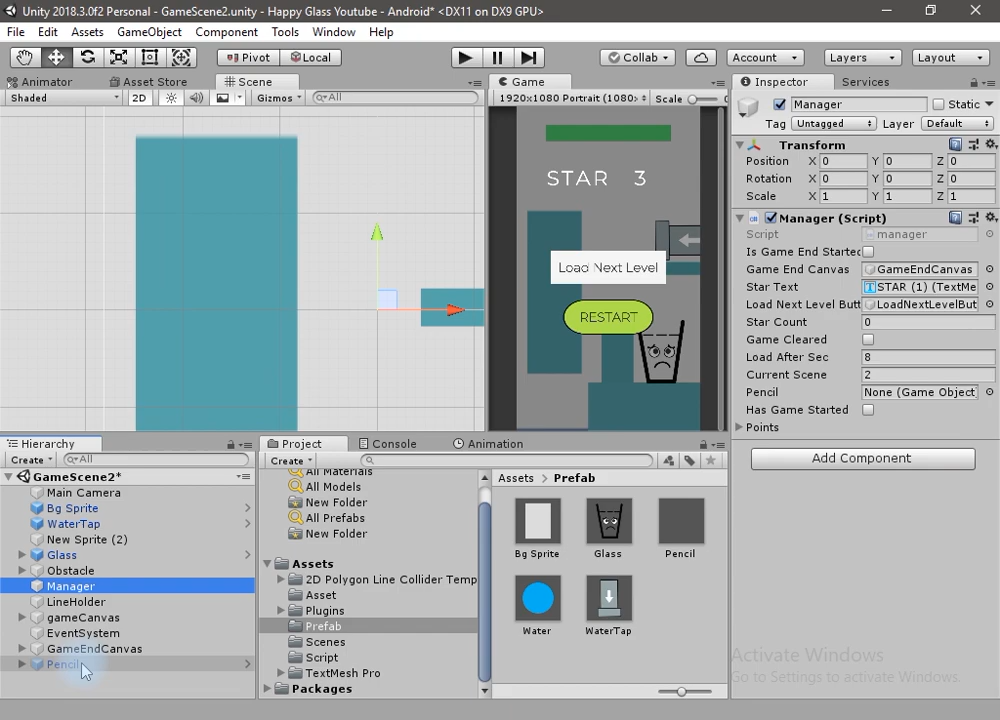 Unity 2018.3.0f2 Personal - GameScene2.unity - Happy Glass Youtube - Android* <DX11 on DX9 GPU>
File Edit Assets GameObject Component Tools Window Help
Pivot Local Collab Account Layers Layout
Animator Asset Store Scene Game Inspector Services
Shaded 2D Gizmos All 1920x1080 Portrait (1080> Scale
Manager Static
Tag Untagged Layer Default
Transform
Position X 0 Y 0 Z 0
Rotation X 0 Y 0 Z 0
Scale X 1 Y 1 Z 1
Manager (Script)
Script manager
Is Game End Started
Game End Canvas GameEndCanvas
Star Text STAR (1) (TextMe
Load Next Level Butt LoadNextLevelBut
Star Count 0
Game Cleared
Load After Sec 8
Current Scene 2
Pencil None (Game Object
Has Game Started
Points
Add Component
STAR 3
Load Next Level
RESTART
Hierarchy Project Console Animation
Create All Create
GameScene2*
Main Camera
Bg Sprite
WaterTap
New Sprite (2)
Glass
Obstacle
Manager
LineHolder
gameCanvas
EventSystem
GameEndCanvas
Pencil
All Materials
All Models
New Folder
All Prefabs
New Folder
Assets
2D Polygon Line Collider Temp
Asset
Plugins
Prefab
Scenes
Script
TextMesh Pro
Packages
Assets > Prefab
Bg Sprite Glass Pencil
Water WaterTap
Activate Windows
Go to Settings to activate Windows.